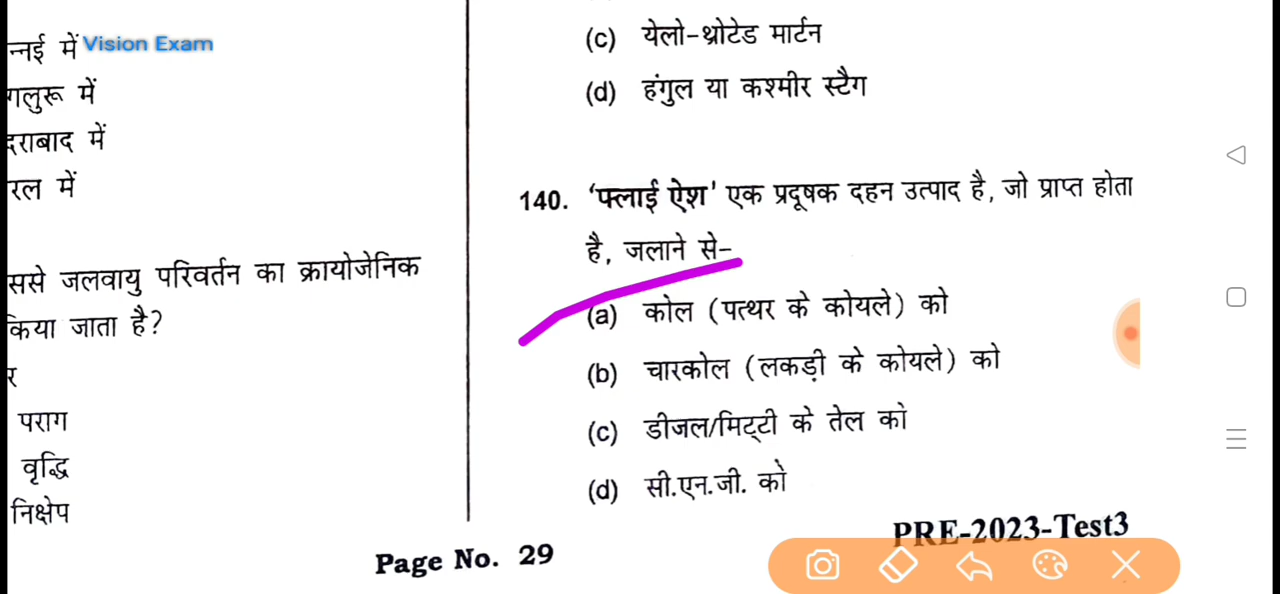 न्नई में Vision Exam
गलुरू में
दराबाद में
रल में
ससे जलवायु परिवर्तन का क्रायोजेनिक
किया जाता है?
र
पराग
वृद्धि
निक्षेप
(c) येलो-थ्रोटेड मार्टन
(d) हंगुल या कश्मीर स्टैग
140. ‘फ्लाई ऐश’ एक प्रदूषक दहन उत्पाद है, जो प्राप्त होता
है, जलाने से-
(a) कोल (पत्थर के कोयले) को
(b) चारकोल (लकड़ी के कोयले) को
(c) डीजल/मिट्टी के तेल को
(d) सी.एन.जी. को
Page No. 29
PRE-2023-Test3